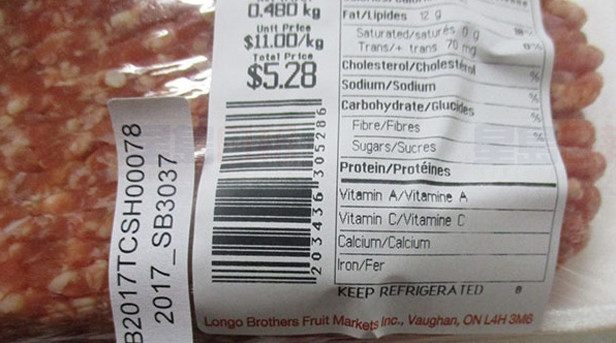 0.480 kg
Unit Price
$11.00/kg
Total Price
$5.28
Fat/Lipides 12 g
Saturated/saturés 0 g
Trans/+ trans 70 mg
0%
Cholesterol/Cholestérol
%
Sodium/Sodium
%
Carbohydrate/Glucides
%
Fibre/Fibres
Sugars/Sucres
Protein/Protéines
Vitamin A/Vitamine A
Vitamin C/Vitamine C
Calcium/Calcium
Iron/Fer
KEEP REFRIGERATED 8
Longo Brothers Fruit Markets Inc., Vaughan, ON L4H 3M6
203436 305286
B2017TCSH00078
2017_SB3037